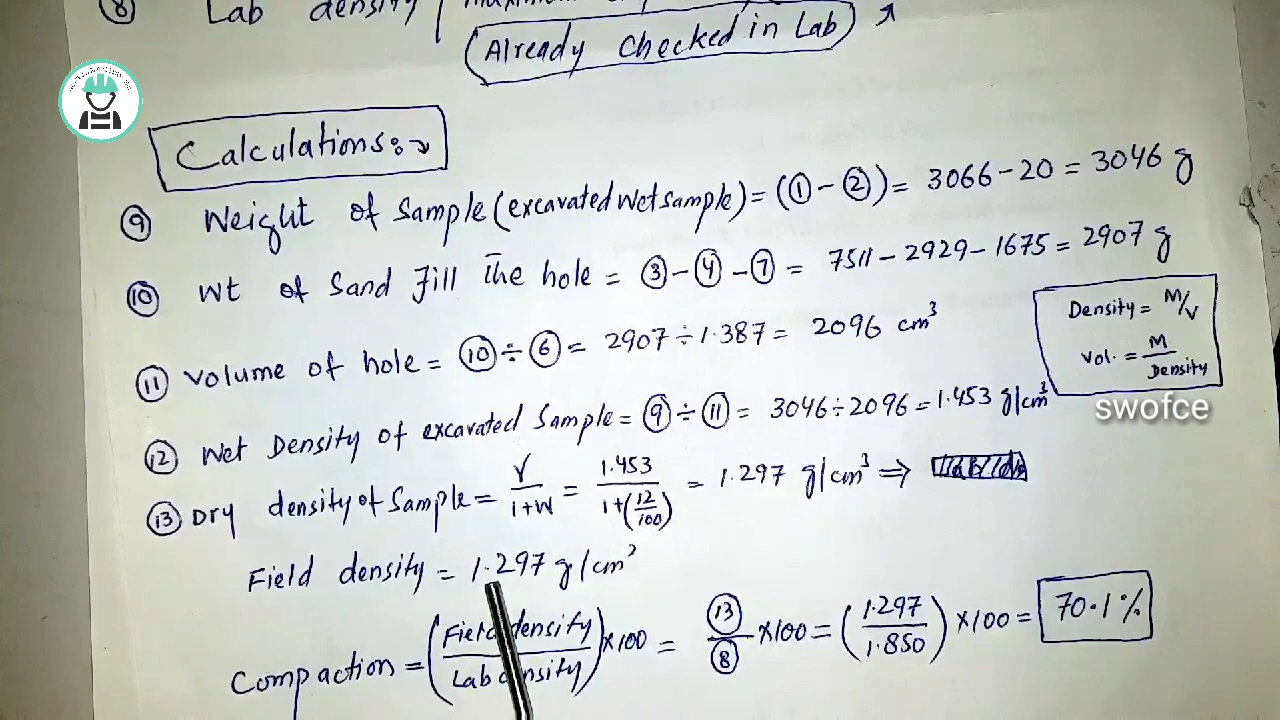 ⑧ Lab density
(Already checked in Lab)
Calculations:→
⑨ Weight of Sample (excavated Wet sample) = (① - ②) = 3066 - 20 = 3046 g
⑩ Wt of Sand fill the hole = ③ - ④ - ⑦ = 7511 - 2929 - 1675 = 2907 g
Density = M/V
Vol. = M/Density
⑪ Volume of hole = ⑩ ÷ ⑥ = 2907 ÷ 1.387 = 2096 cm³
swofce
⑫ Wet Density of excavated Sample = ⑨ ÷ ⑪ = 3046 ÷ 2096 = 1.453 g/cm³
⑬ Dry density of Sample = γ/1+W = 1.453/1+(12/100) = 1.297 g/cm³ ⇒
Field density = 1.297 g/cm³
Compaction = (Field density/Lab density) × 100 = ⑬/⑧ × 100 = (1.297/1.850) × 100 = 70.1%